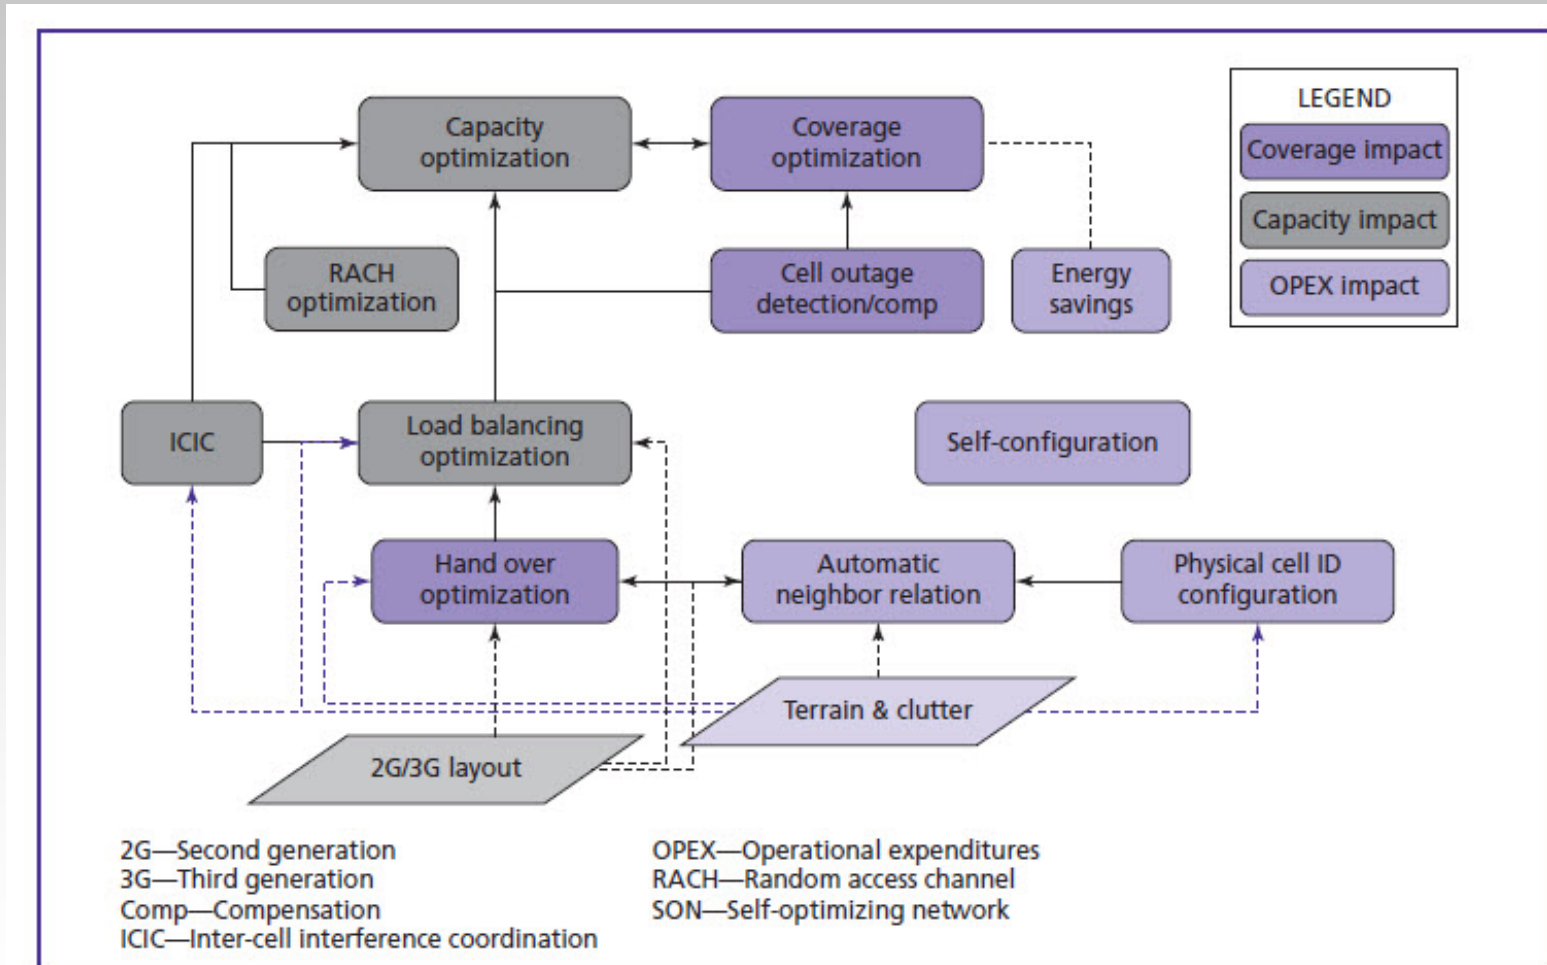 Capacity
optimization
Coverage
optimization
LEGEND
Coverage impact
Capacity impact
OPEX impact
RACH
optimization
Cell outage
detection/comp
Energy
savings
ICIC
Load balancing
optimization
Self-configuration
Hand over
optimization
Automatic
neighbor relation
Physical cell ID
configuration
Terrain & clutter
2G/3G layout
2G—Second generation
3G—Third generation
Comp—Compensation
ICIC—Inter-cell interference coordination
OPEX—Operational expenditures
RACH—Random access channel
SON—Self-optimizing network